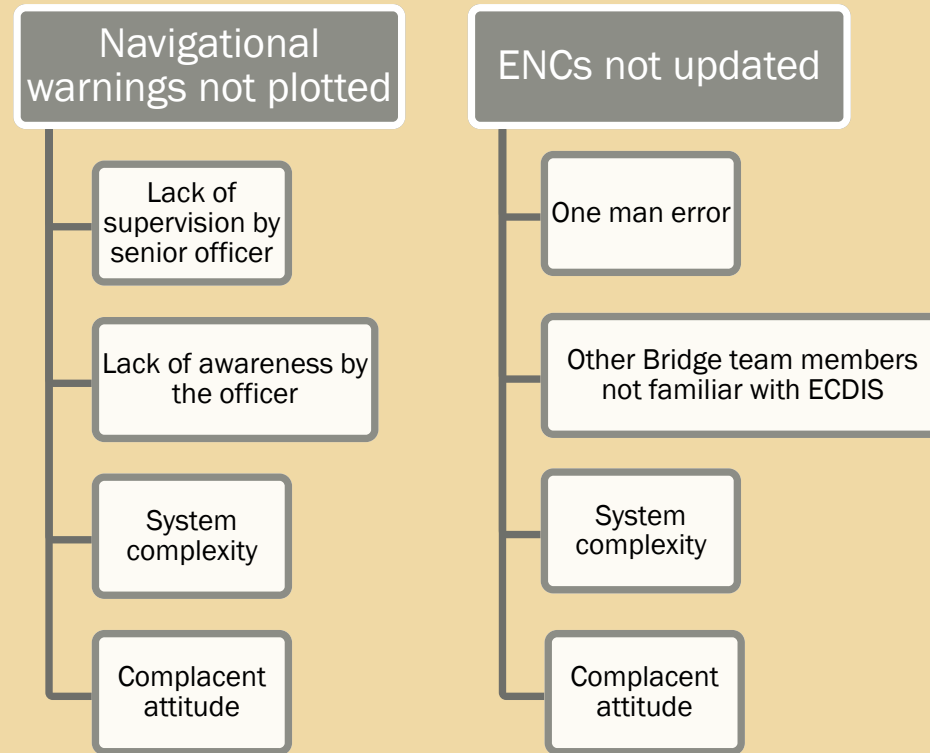 Navigational
warnings not plotted
Lack of
supervision by
senior officer
Lack of awareness by
the officer
System
complexity
Complacent
attitude
ENCs not updated
One man error
Other Bridge team members
not familiar with ECDIS
System
complexity
Complacent
attitude